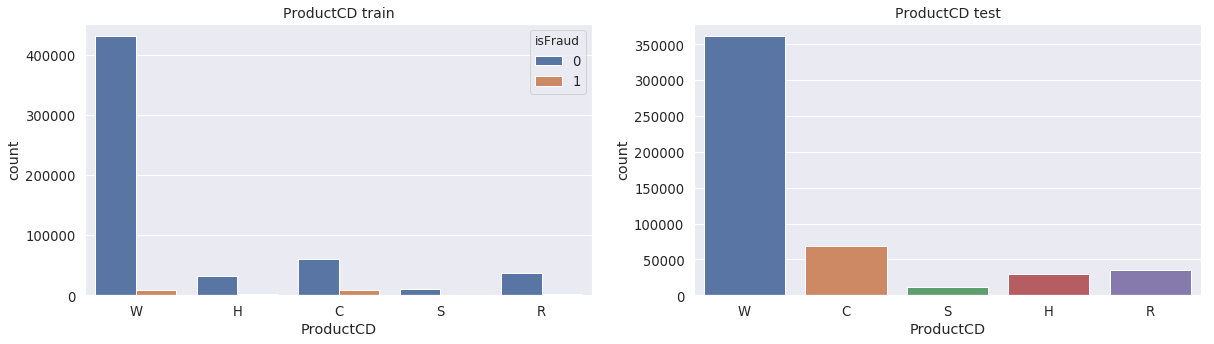 ProductCD train
isFraud
0
1
400000
300000
200000
100000
0
count
W H C S R
ProductCD
ProductCD test
350000
300000
250000
200000
150000
100000
50000
0
count
W C S H R
ProductCD